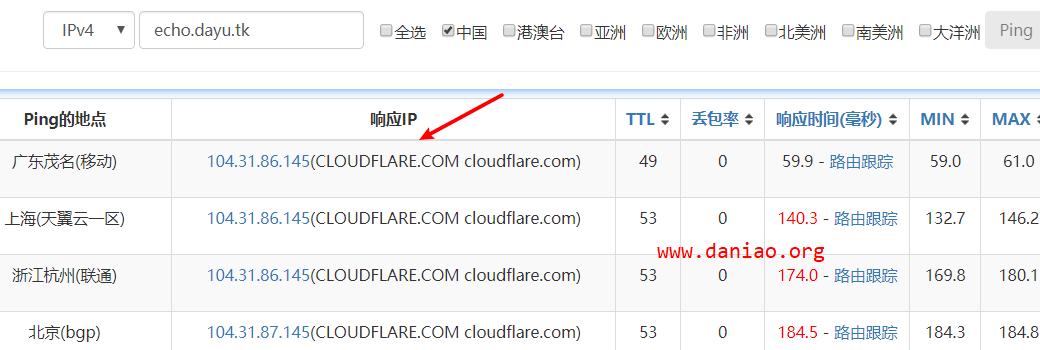 IPv4 echo.dayu.tk 全选 中国 港澳台 亚洲 欧洲 非洲 北美洲 南美洲 大洋洲 Ping
Ping的地点 响应IP TTL 丢包率 响应时间(毫秒) MIN MAX
广东茂名(移动) 104.31.86.145(CLOUDFLARE.COM cloudflare.com) 49 0 59.9 - 路由跟踪 59.0 61.0
上海(天翼云一区) 104.31.86.145(CLOUDFLARE.COM cloudflare.com) 53 0 140.3 - 路由跟踪 132.7 146.2
www.daniao.org
浙江杭州(联通) 104.31.86.145(CLOUDFLARE.COM cloudflare.com) 53 0 174.0 - 路由跟踪 169.8 180.1
北京(bgp) 104.31.87.145(CLOUDFLARE.COM cloudflare.com) 53 0 184.5 - 路由跟踪 184.3 184.8